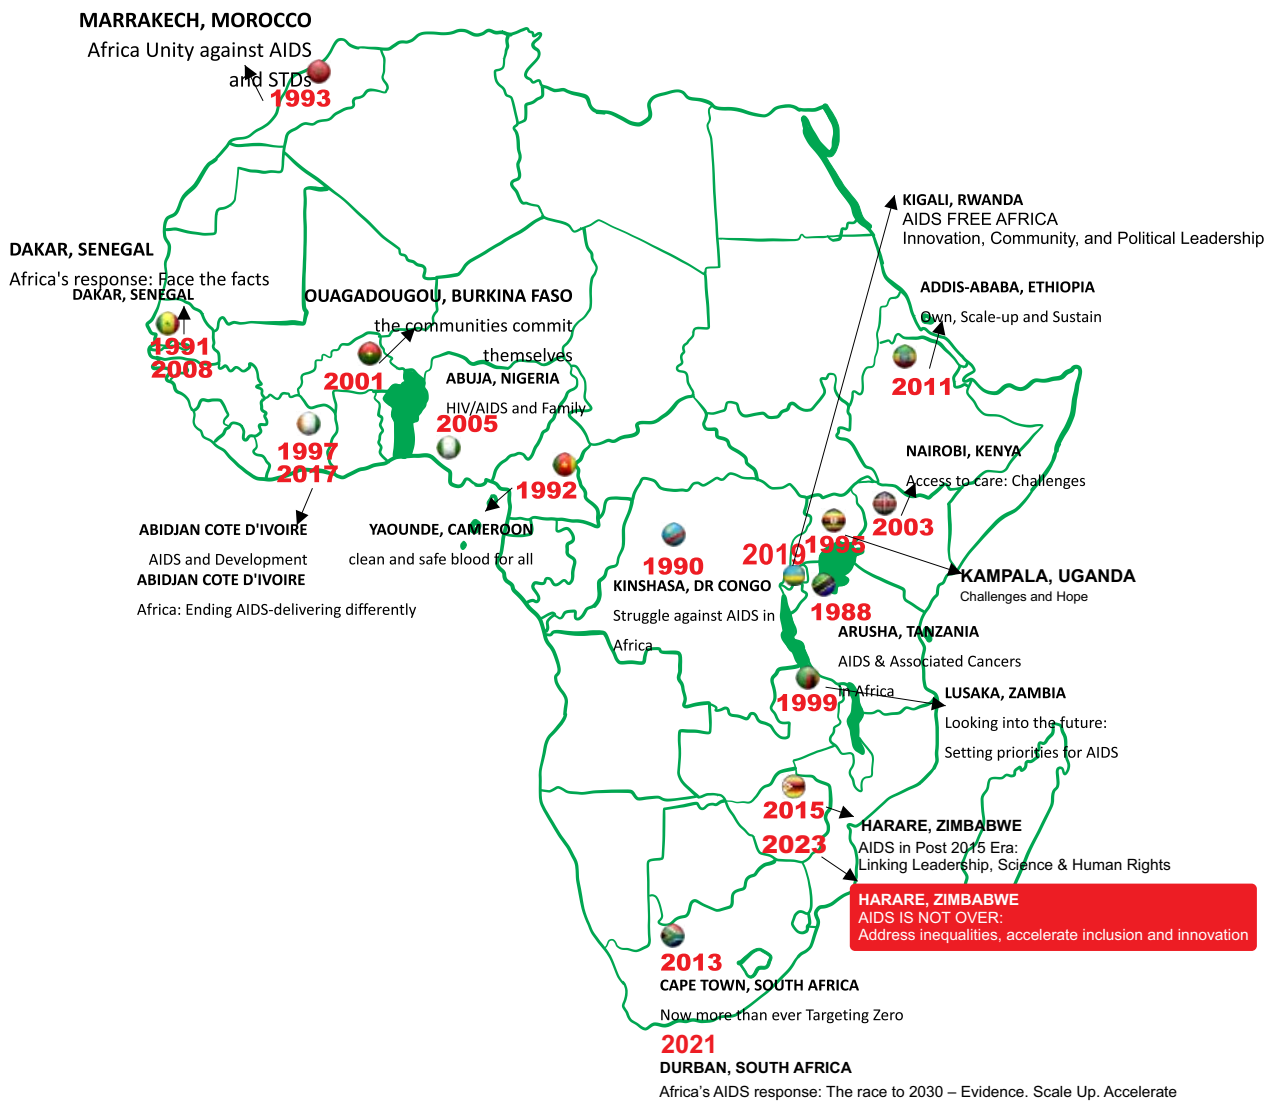 MARRAKECH, MOROCCO
Africa Unity against AIDS
and STDs
1993
KIGALI, RWANDA
AIDS FREE AFRICA
Innovation, Community, and Political Leadership
DAKAR, SENEGAL
Africa's response: Face the facts
DAKAR, SENEGAL
1991
2008
OUAGADOUGOU, BURKINA FASO
the communities commit
themselves
2001
ADDIS-ABABA, ETHIOPIA
Own, Scale-up and Sustain
2011
ABUJA, NIGERIA
HIV/AIDS and Family
2005
1997
2017
1992
NAIROBI, KENYA
Access to care: Challenges
2003
ABIDJAN COTE D'IVOIRE
AIDS and Development
ABIDJAN COTE D'IVOIRE
Africa: Ending AIDS-delivering differently
YAOUNDE, CAMEROON
clean and safe blood for all
1990
KINSHASA, DR CONGO
Struggle against AIDS in
Africa
2019
1995
KAMPALA, UGANDA
Challenges and Hope
1988
ARUSHA, TANZANIA
AIDS & Associated Cancers
in Africa
1999
LUSAKA, ZAMBIA
Looking into the future:
Setting priorities for AIDS
2015
HARARE, ZIMBABWE
AIDS in Post 2015 Era:
Linking Leadership, Science & Human Rights
2023
HARARE, ZIMBABWE
AIDS IS NOT OVER:
Address inequalities, accelerate inclusion and innovation
2013
CAPE TOWN, SOUTH AFRICA
Now more than ever Targeting Zero
2021
DURBAN, SOUTH AFRICA
Africa's AIDS response: The race to 2030 – Evidence. Scale Up. Accelerate